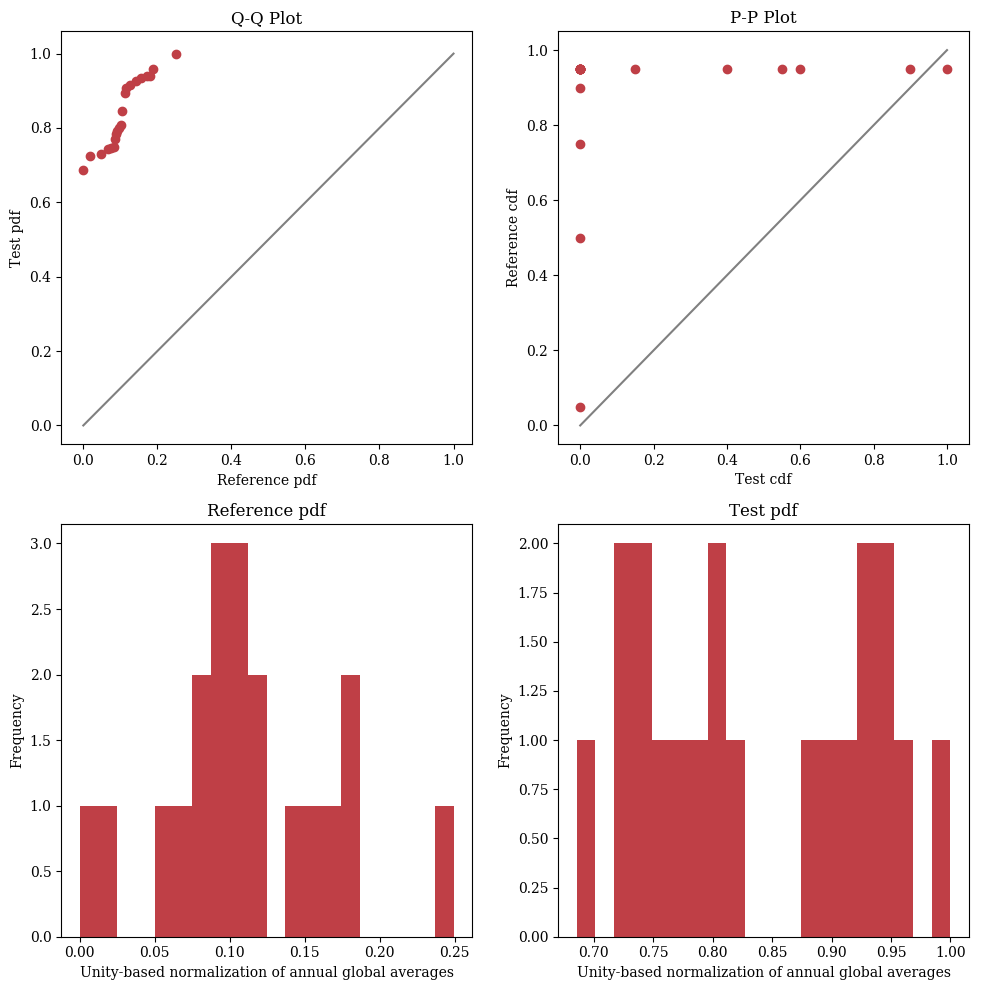 Q-Q Plot
1.0
0.8
0.6
0.4
0.2
0.0
Test pdf
0.0 0.2 0.4 0.6 0.8 1.0
Reference pdf
P-P Plot
1.0
0.8
0.6
0.4
0.2
0.0
Reference cdf
0.0 0.2 0.4 0.6 0.8 1.0
Test cdf
Reference pdf
3.0
2.5
2.0
1.5
1.0
0.5
0.0
Frequency
0.00 0.05 0.10 0.15 0.20 0.25
Unity-based normalization of annual global averages
Test pdf
2.00
1.75
1.50
1.25
1.00
0.75
0.50
0.25
0.00
Frequency
0.70 0.75 0.80 0.85 0.90 0.95 1.00
Unity-based normalization of annual global averages